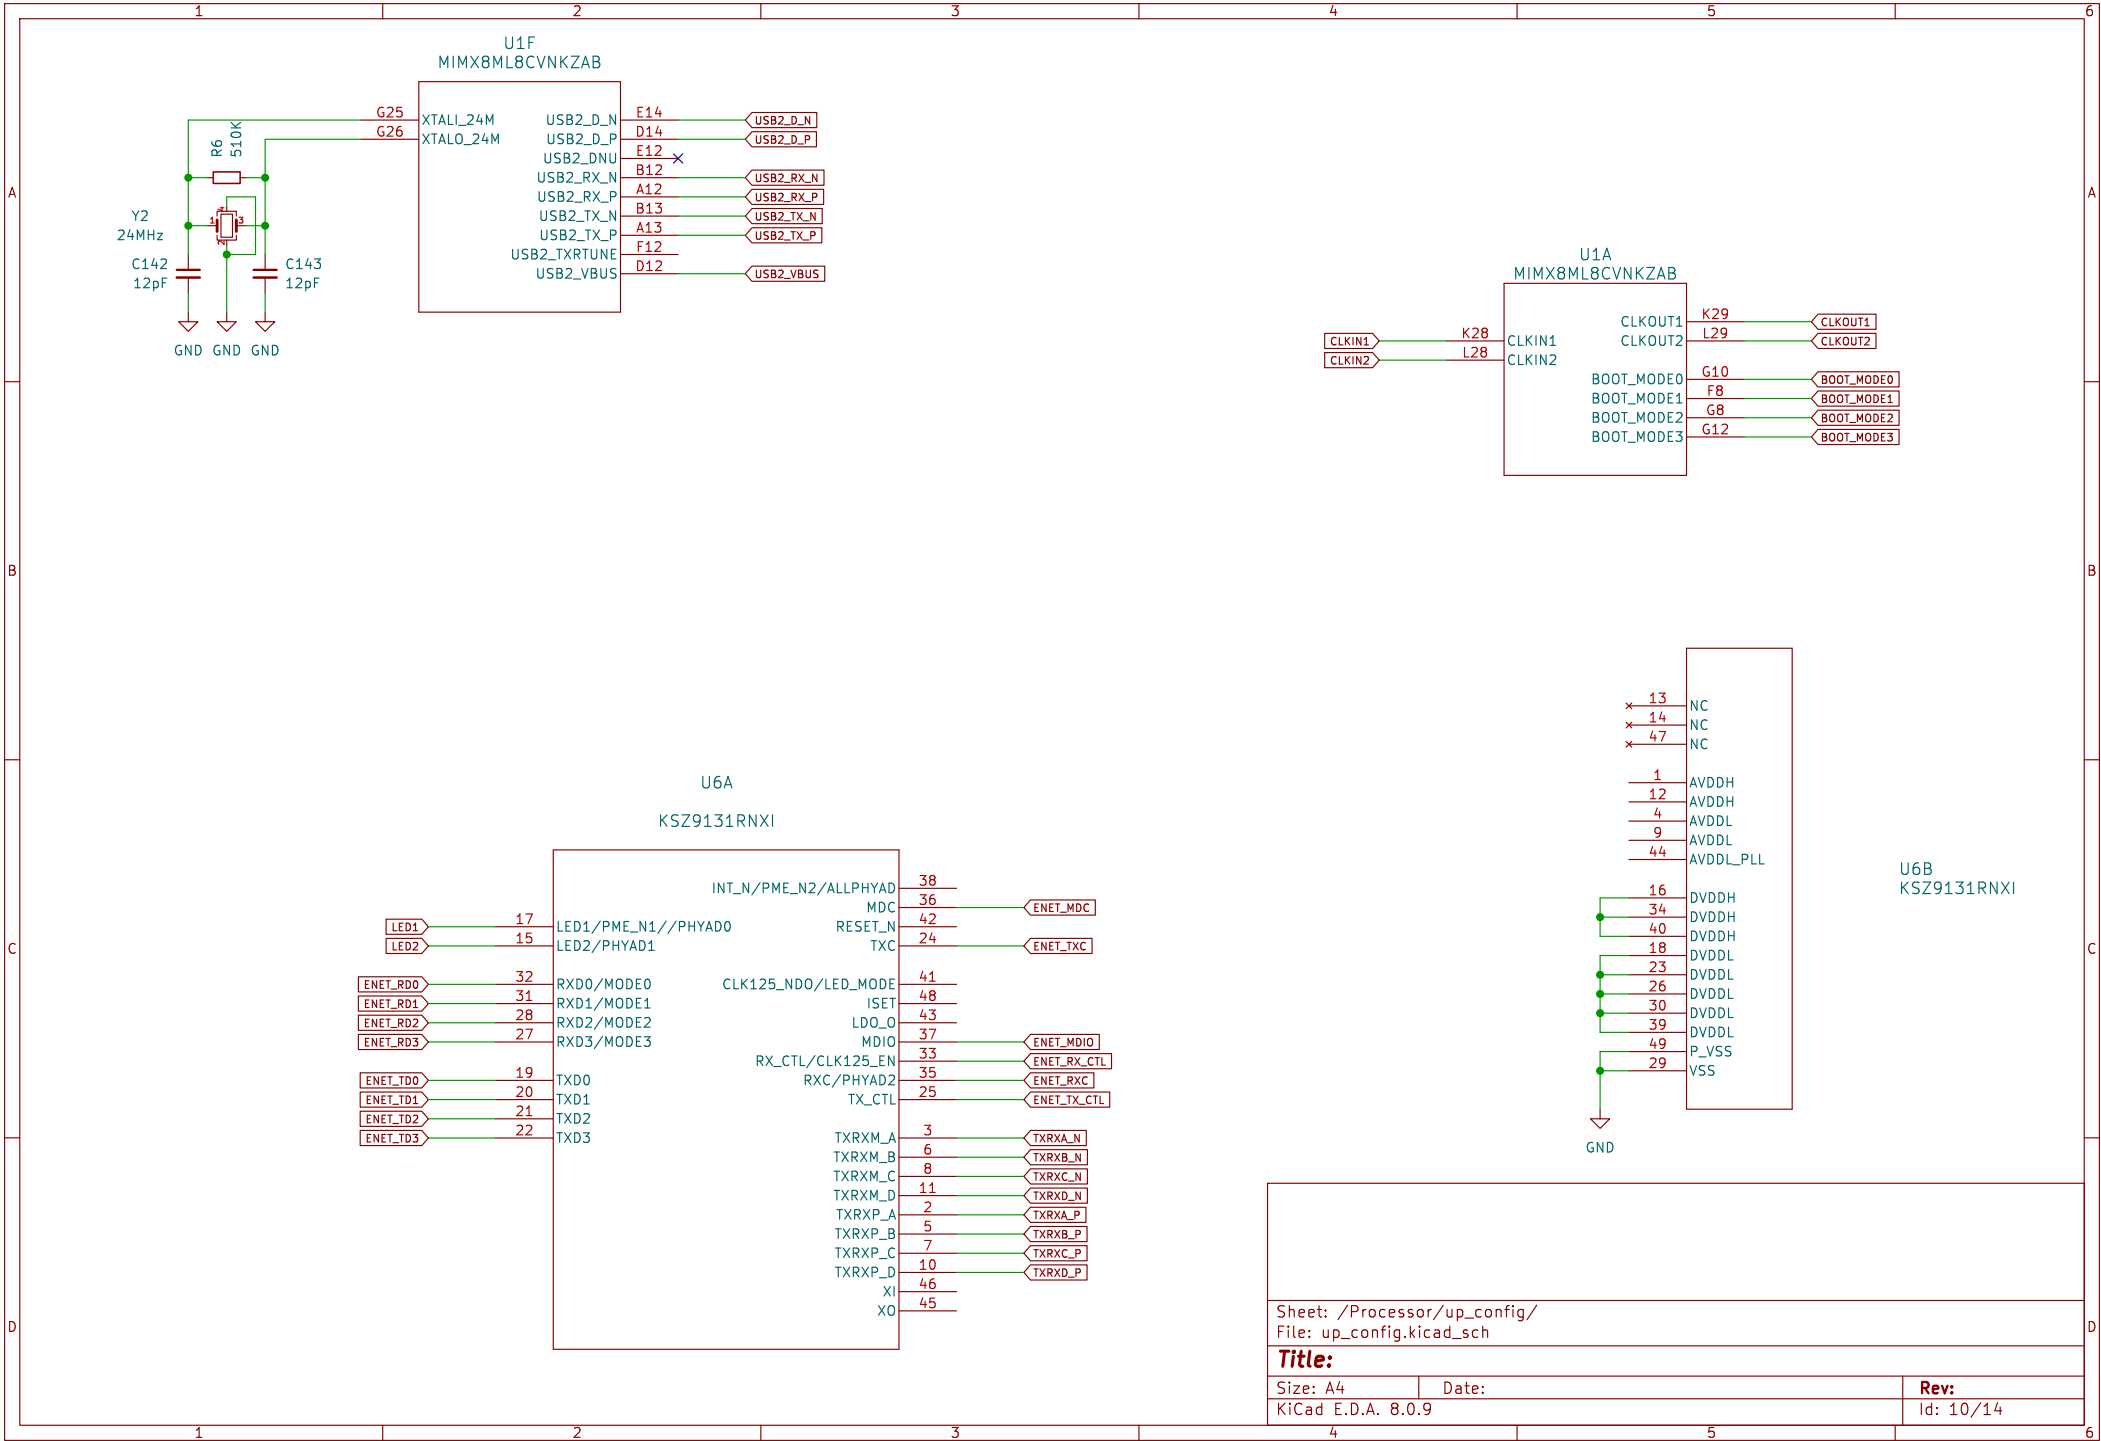 1 2 3 4 5 6
A A
B B
C C
D D
1 2 3 4 5 6
U1F
MIMX8ML8CVNKZAB
G25 XTALI_24M
G26 XTALO_24M
USB2_D_N E14 USB2_D_N
USB2_D_P D14 USB2_D_P
USB2_DNU E12
USB2_RX_N B12 USB2_RX_N
USB2_RX_P A12 USB2_RX_P
USB2_TX_N B13 USB2_TX_N
USB2_TX_P A13 USB2_TX_P
USB2_TXRTUNE F12
USB2_VBUS D12 USB2_VBUS
R6
510K
Y2
24MHz
1 2 3 4
C142
12pF
C143
12pF
GND GND GND
U1A
MIMX8ML8CVNKZAB
CLKIN1 K28 CLKIN1
CLKIN2 L28 CLKIN2
CLKOUT1 K29 CLKOUT1
CLKOUT2 L29 CLKOUT2
BOOT_MODE0 G10 BOOT_MODE0
BOOT_MODE1 F8 BOOT_MODE1
BOOT_MODE2 G8 BOOT_MODE2
BOOT_MODE3 G12 BOOT_MODE3
U6A
KSZ9131RNXI
LED1 17 LED1/PME_N1//PHYAD0
LED2 15 LED2/PHYAD1
ENET_RD0 32 RXD0/MODE0
ENET_RD1 31 RXD1/MODE1
ENET_RD2 28 RXD2/MODE2
ENET_RD3 27 RXD3/MODE3
ENET_TD0 19 TXD0
ENET_TD1 20 TXD1
ENET_TD2 21 TXD2
ENET_TD3 22 TXD3
INT_N/PME_N2/ALLPHYAD 38
MDC 36 ENET_MDC
RESET_N 42
TXC 24 ENET_TXC
CLK125_NDO/LED_MODE 41
ISET 48
LDO_O 43
MDIO 37 ENET_MDIO
RX_CTL/CLK125_EN 33 ENET_RX_CTL
RXC/PHYAD2 35 ENET_RXC
TX_CTL 25 ENET_TX_CTL
TXRXM_A 3 TXRXA_N
TXRXM_B 6 TXRXB_N
TXRXM_C 8 TXRXC_N
TXRXM_D 11 TXRXD_N
TXRXP_A 2 TXRXA_P
TXRXP_B 5 TXRXB_P
TXRXP_C 7 TXRXC_P
TXRXP_D 10 TXRXD_P
XI 46
XO 45
13 NC
14 NC
47 NC
1 AVDDH
12 AVDDH
4 AVDDL
9 AVDDL
44 AVDDL_PLL
16 DVDDH
34 DVDDH
40 DVDDH
18 DVDDL
23 DVDDL
26 DVDDL
30 DVDDL
39 DVDDL
49 P_VSS
29 VSS
U6B
KSZ9131RNXI
GND
Sheet: /Processor/up_config/
File: up_config.kicad_sch
Title:
Size: A4 Date: Rev:
KiCad E.D.A. 8.0.9 Id: 10/14